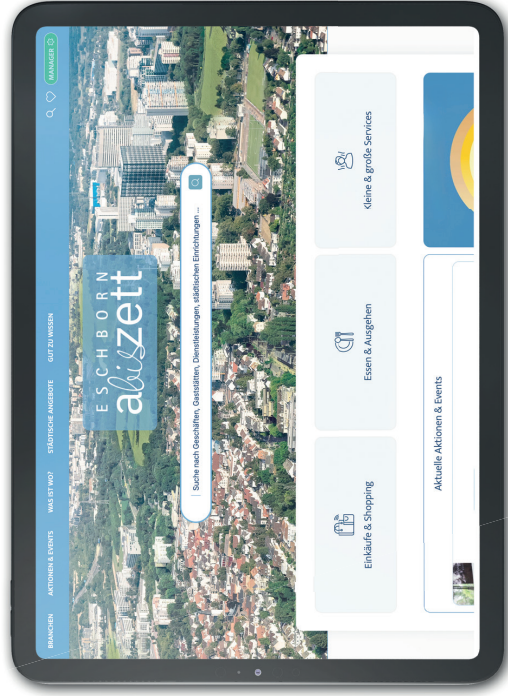 BRANCHEN
AKTIONEN & EVENTS
WAS IST WO?
STÄDTISCHE ANGEBOTE
GUT ZU WISSEN
MANAGER
ESCHBORN
abiszett
Suche nach Geschäften, Gaststätten, Dienstleistungen, städtischen Einrichtungen ...
Einkäufe & Shopping
Essen & Ausgehen
Kleine & große Services
Aktuelle Aktionen & Events